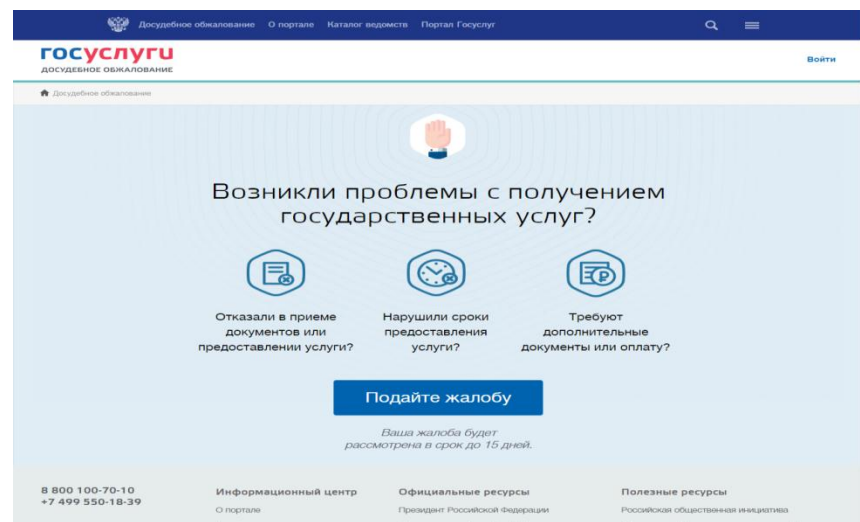 Досудебное обжалование О портале Каталог ведомств Портал Госуслуг
госуслуги
ДОСУДЕБНОЕ ОБЖАЛОВАНИЕ
Войти
Досудебное обжалование
Возникли проблемы с получением
государственных услуг?
Отказали в приеме
документов или
предоставлении услуги?
Нарушили сроки
предоставления
услуги?
Требуют
дополнительные
документы или оплату?
Подайте жалобу
Ваша жалоба будет
рассмотрена в срок до 15 дней.
8 800 100-70-10
+7 499 550-18-39
Информационный центр
О портале
Официальные ресурсы
Президент Российской Федерации
Полезные ресурсы
Российская общественная инициатива